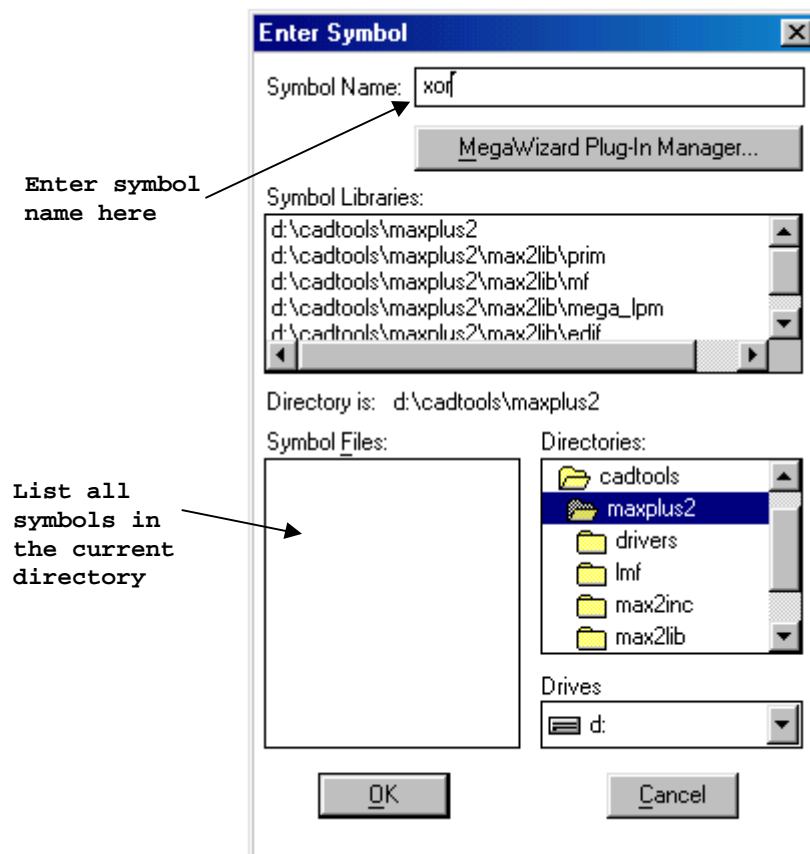 Enter Symbol
Symbol Name: xor
MegaWizard Plug-In Manager...
Enter symbol
name here
Symbol Libraries:
d:\cadtools\maxplus2
d:\cadtools\maxplus2\max2lib\prim
d:\cadtools\maxplus2\max2lib\mf
d:\cadtools\maxplus2\max2lib\mega_lpm
d:\cadtools\maxplus2\max2lib\edif
Directory is: d:\cadtools\maxplus2
Symbol Files:
List all
symbols in
the current
directory
Directories:
cadtools
maxplus2
drivers
lmf
max2inc
max2lib
Drives
d:
OK
Cancel